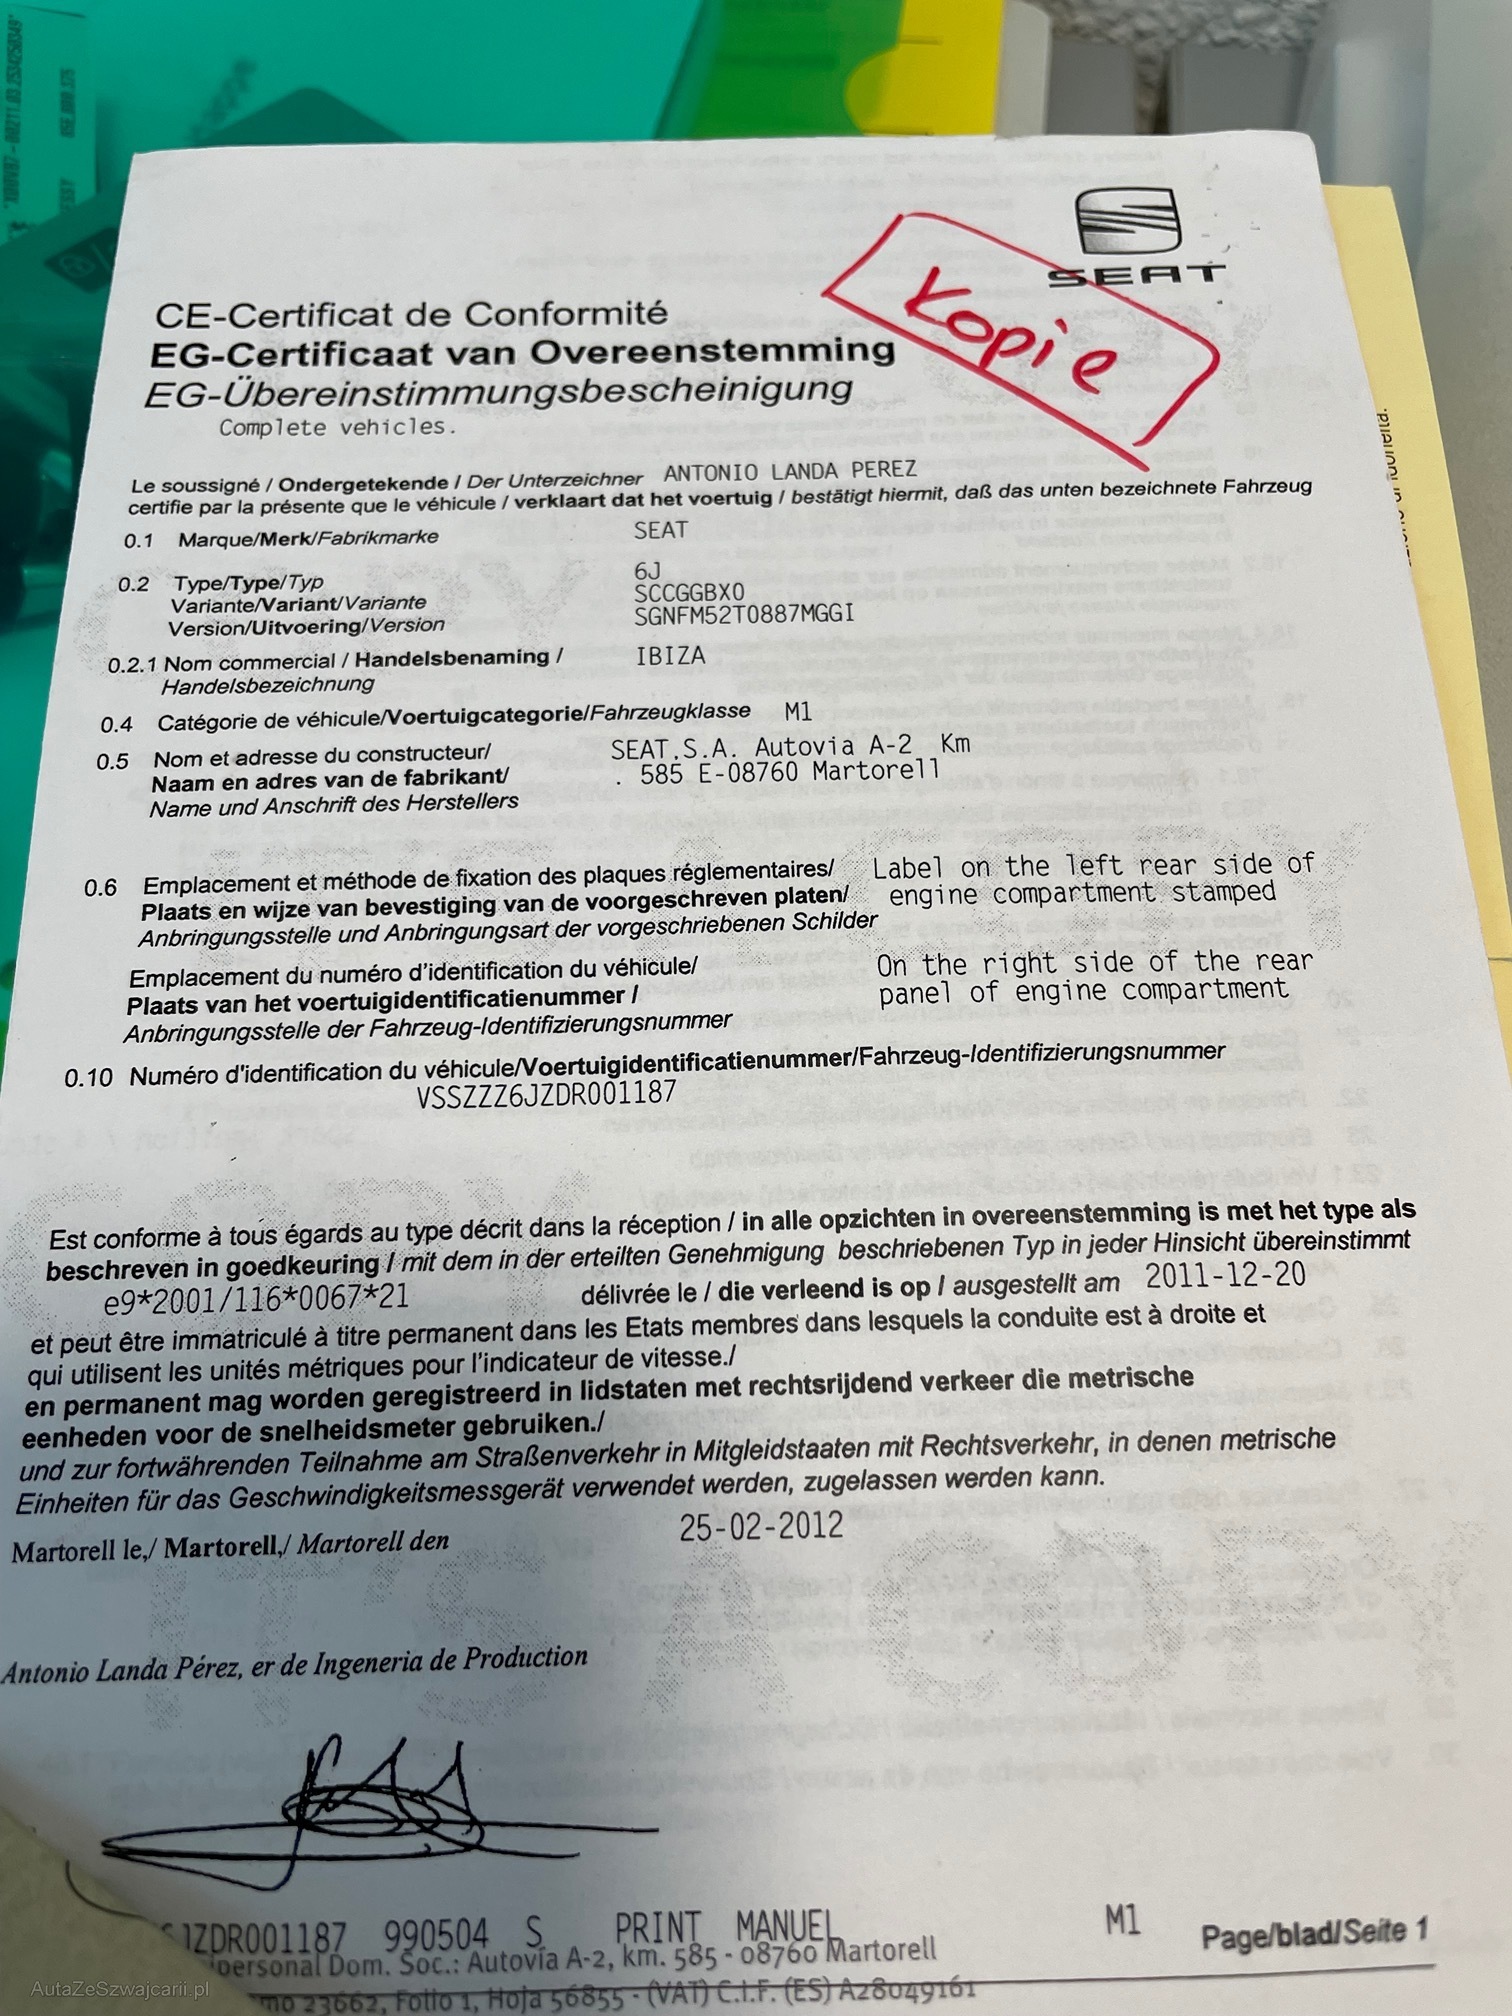 SEAT
Kopie
CE-Certificat de Conformité
EG-Certificaat van Overeenstemming
EG-Übereinstimmungsbescheinigung
Complete vehicles.
Le soussigné / Ondergetekende / Der Unterzeichner ANTONIO LANDA PEREZ
certifie par la présente que le véhicule / verklaart dat het voertuig / bestätigt hiermit, daß das unten bezeichnete Fahrzeug
0.1 Marque/Merk/Fabrikmarke SEAT
0.2 Type/Type/Typ 6J
Variante/Variant/Variante SCCGGBX0
Version/Uitvoering/Version SGNFM52T0887MGGI
0.2.1 Nom commercial / Handelsbenaming / IBIZA
Handelsbezeichnung
0.4 Catégorie de véhicule/Voertuigcategorie/Fahrzeugklasse M1
0.5 Nom et adresse du constructeur/ SEAT,S.A. Autovia A-2 Km
Naam en adres van de fabrikant/ . 585 E-08760 Martorell
Name und Anschrift des Herstellers
0.6 Emplacement et méthode de fixation des plaques réglementaires/ Label on the left rear side of
Plaats en wijze van bevestiging van de voorgeschreven platen/ engine compartment stamped
Anbringungsstelle und Anbringungsart der vorgeschriebenen Schilder
Emplacement du numéro d'identification du véhicule/ On the right side of the rear
Plaats van het voertuigidentificatienummer / panel of engine compartment
Anbringungsstelle der Fahrzeug-Identifizierungsnummer
0.10 Numéro d'identification du véhicule/Voertuigidentificatienummer/Fahrzeug-Identifizierungsnummer
VSSZZZ6JZDR001187
Est conforme à tous égards au type décrit dans la réception / in alle opzichten in overeenstemming is met het type als
beschreven in goedkeuring / mit dem in der erteilten Genehmigung beschriebenen Typ in jeder Hinsicht übereinstimmt
e9*2001/116*0067*21 délivrée le / die verleend is op / ausgestellt am 2011-12-20
et peut être immatriculé à titre permanent dans les Etats membres dans lesquels la conduite est à droite et
qui utilisent les unités métriques pour l'indicateur de vitesse./
en permanent mag worden geregistreerd in lidstaten met rechtsrijdend verkeer die metrische
eenheden voor de snelheidsmeter gebruiken./
und zur fortwährenden Teilnahme am Straßenverkehr in Mitgleidstaaten mit Rechtsverkehr, in denen metrische
Einheiten für das Geschwindigkeitsmessgerät verwendet werden, zugelassen werden kann.
Martorell le,/ Martorell,/ Martorell den 25-02-2012
IT'S A COPY
Antonio Landa Pérez, er de Ingeneria de Production
JZDR001187 990504 S PRINT MANUEL M1 Page/blad/Seite 1
personal Dom. Soc.: Autovía A-2, km. 585 - 08760 Martorell
mo 23662, Folio 1, Hoja 56855 - (VAT) C.I.F. (ES) A28049161
AutaZeSzwajcarii.pl